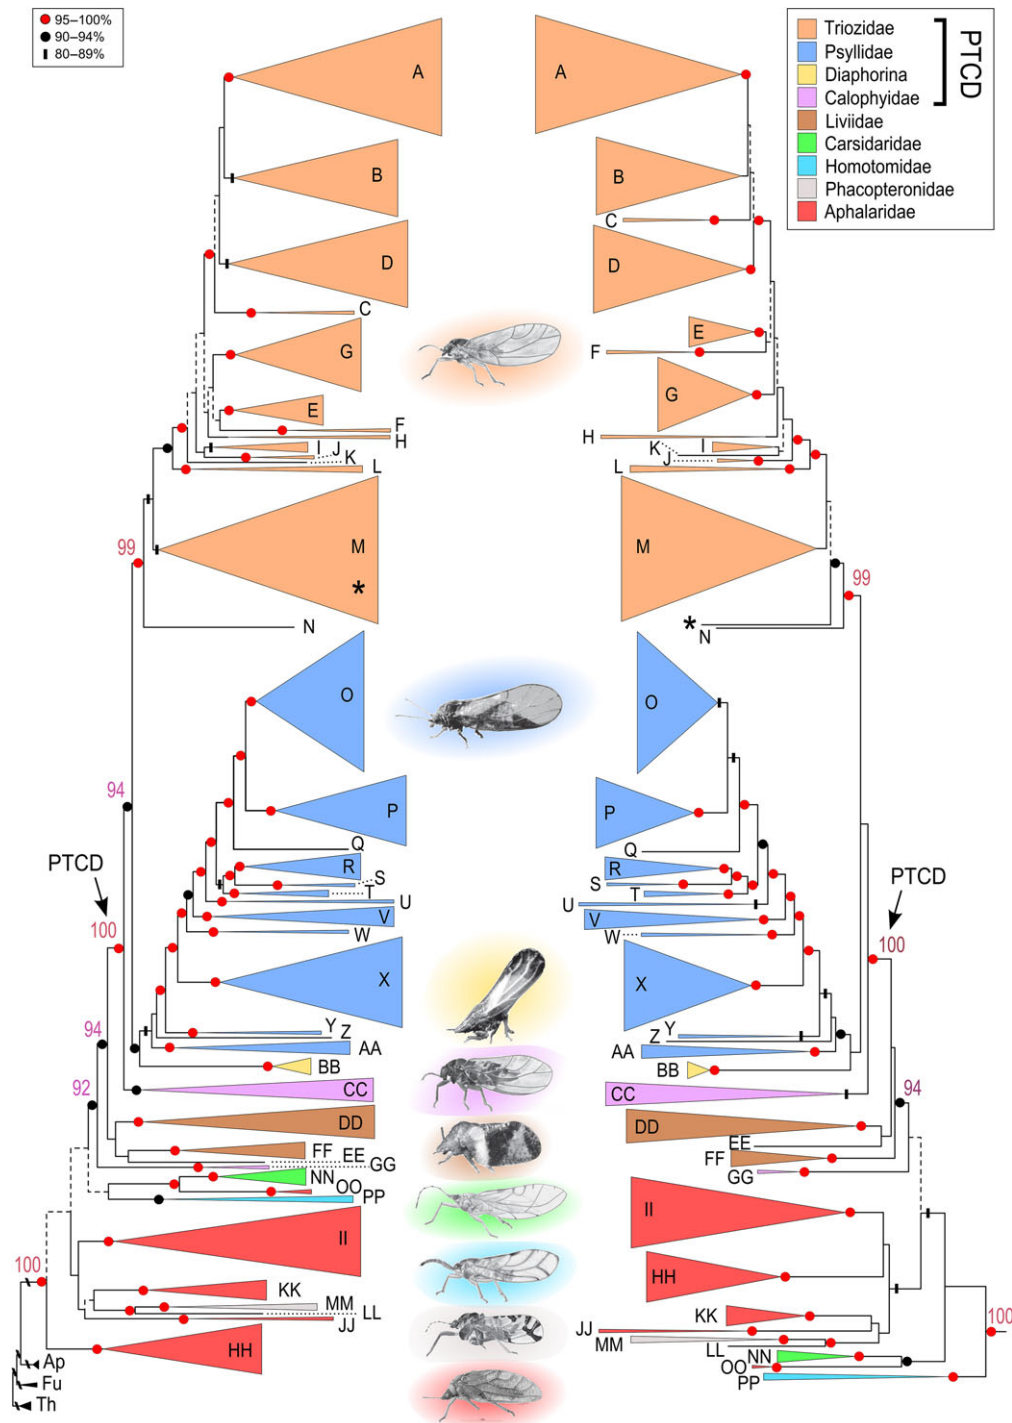 95–100%
90–94%
80–89%
Triozidae
Psyllidae
Diaphorina
Calophyidae
Liviidae
Carsidaridae
Homotomidae
Phacopteronidae
Aphalaridae
PTCD
A
B
D
C
G
E
F
H
I
J
K
L
M
*
99
N
O
P
Q
R
S
T
U
V
W
X
Y
Z
AA
BB
CC
DD
FF
EE
GG
NN
OO
PP
II
KK
MM
LL
JJ
HH
94
PTCD
100
94
92
100
Ap
Fu
Th
A
B
C
D
E
F
G
H
I
K
J
L
M
99
*
N
O
P
Q
R
S
T
U
V
W
X
Y
Z
AA
BB
CC
DD
EE
FF
GG
II
HH
KK
JJ
MM
LL
NN
OO
PP
PTCD
100
94
100